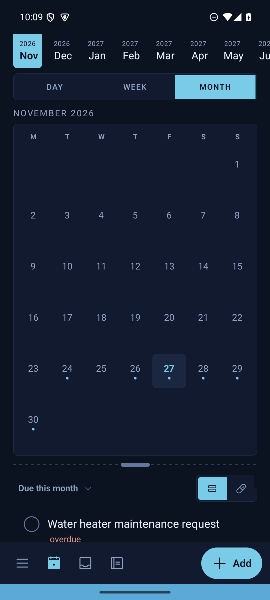 10:09
2026 2026 2027 2027 2027 2027 2027 202
Nov Dec Jan Feb Mar Apr May Ju
DAY WEEK MONTH
NOVEMBER 2026
M T W T F S S
1
2 3 4 5 6 7 8
9 10 11 12 13 14 15
16 17 18 19 20 21 22
23 24 25 26 27 28 29
30
Due this month
Water heater maintenance request
overdue
Add